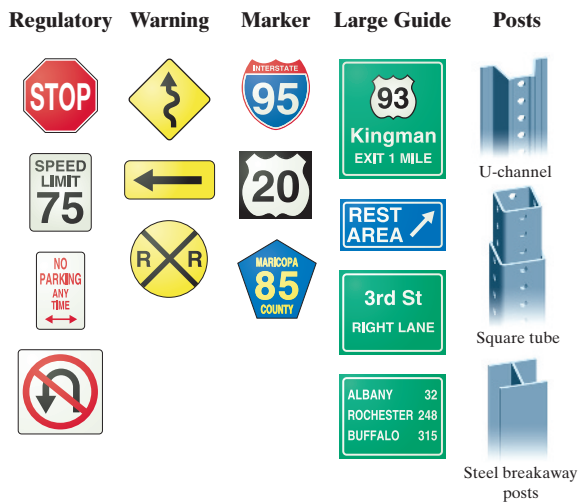 Regulatory Warning Marker Large Guide Posts
STOP
SPEED
LIMIT
75
NO
PARKING
ANY
TIME
R R
INTERSTATE
95
20
MARICOPA
85
COUNTY
93
Kingman
EXIT 1 MILE
REST
AREA
3rd St
RIGHT LANE
ALBANY 32
ROCHESTER 248
BUFFALO 315
U-channel
Square tube
Steel breakaway
posts